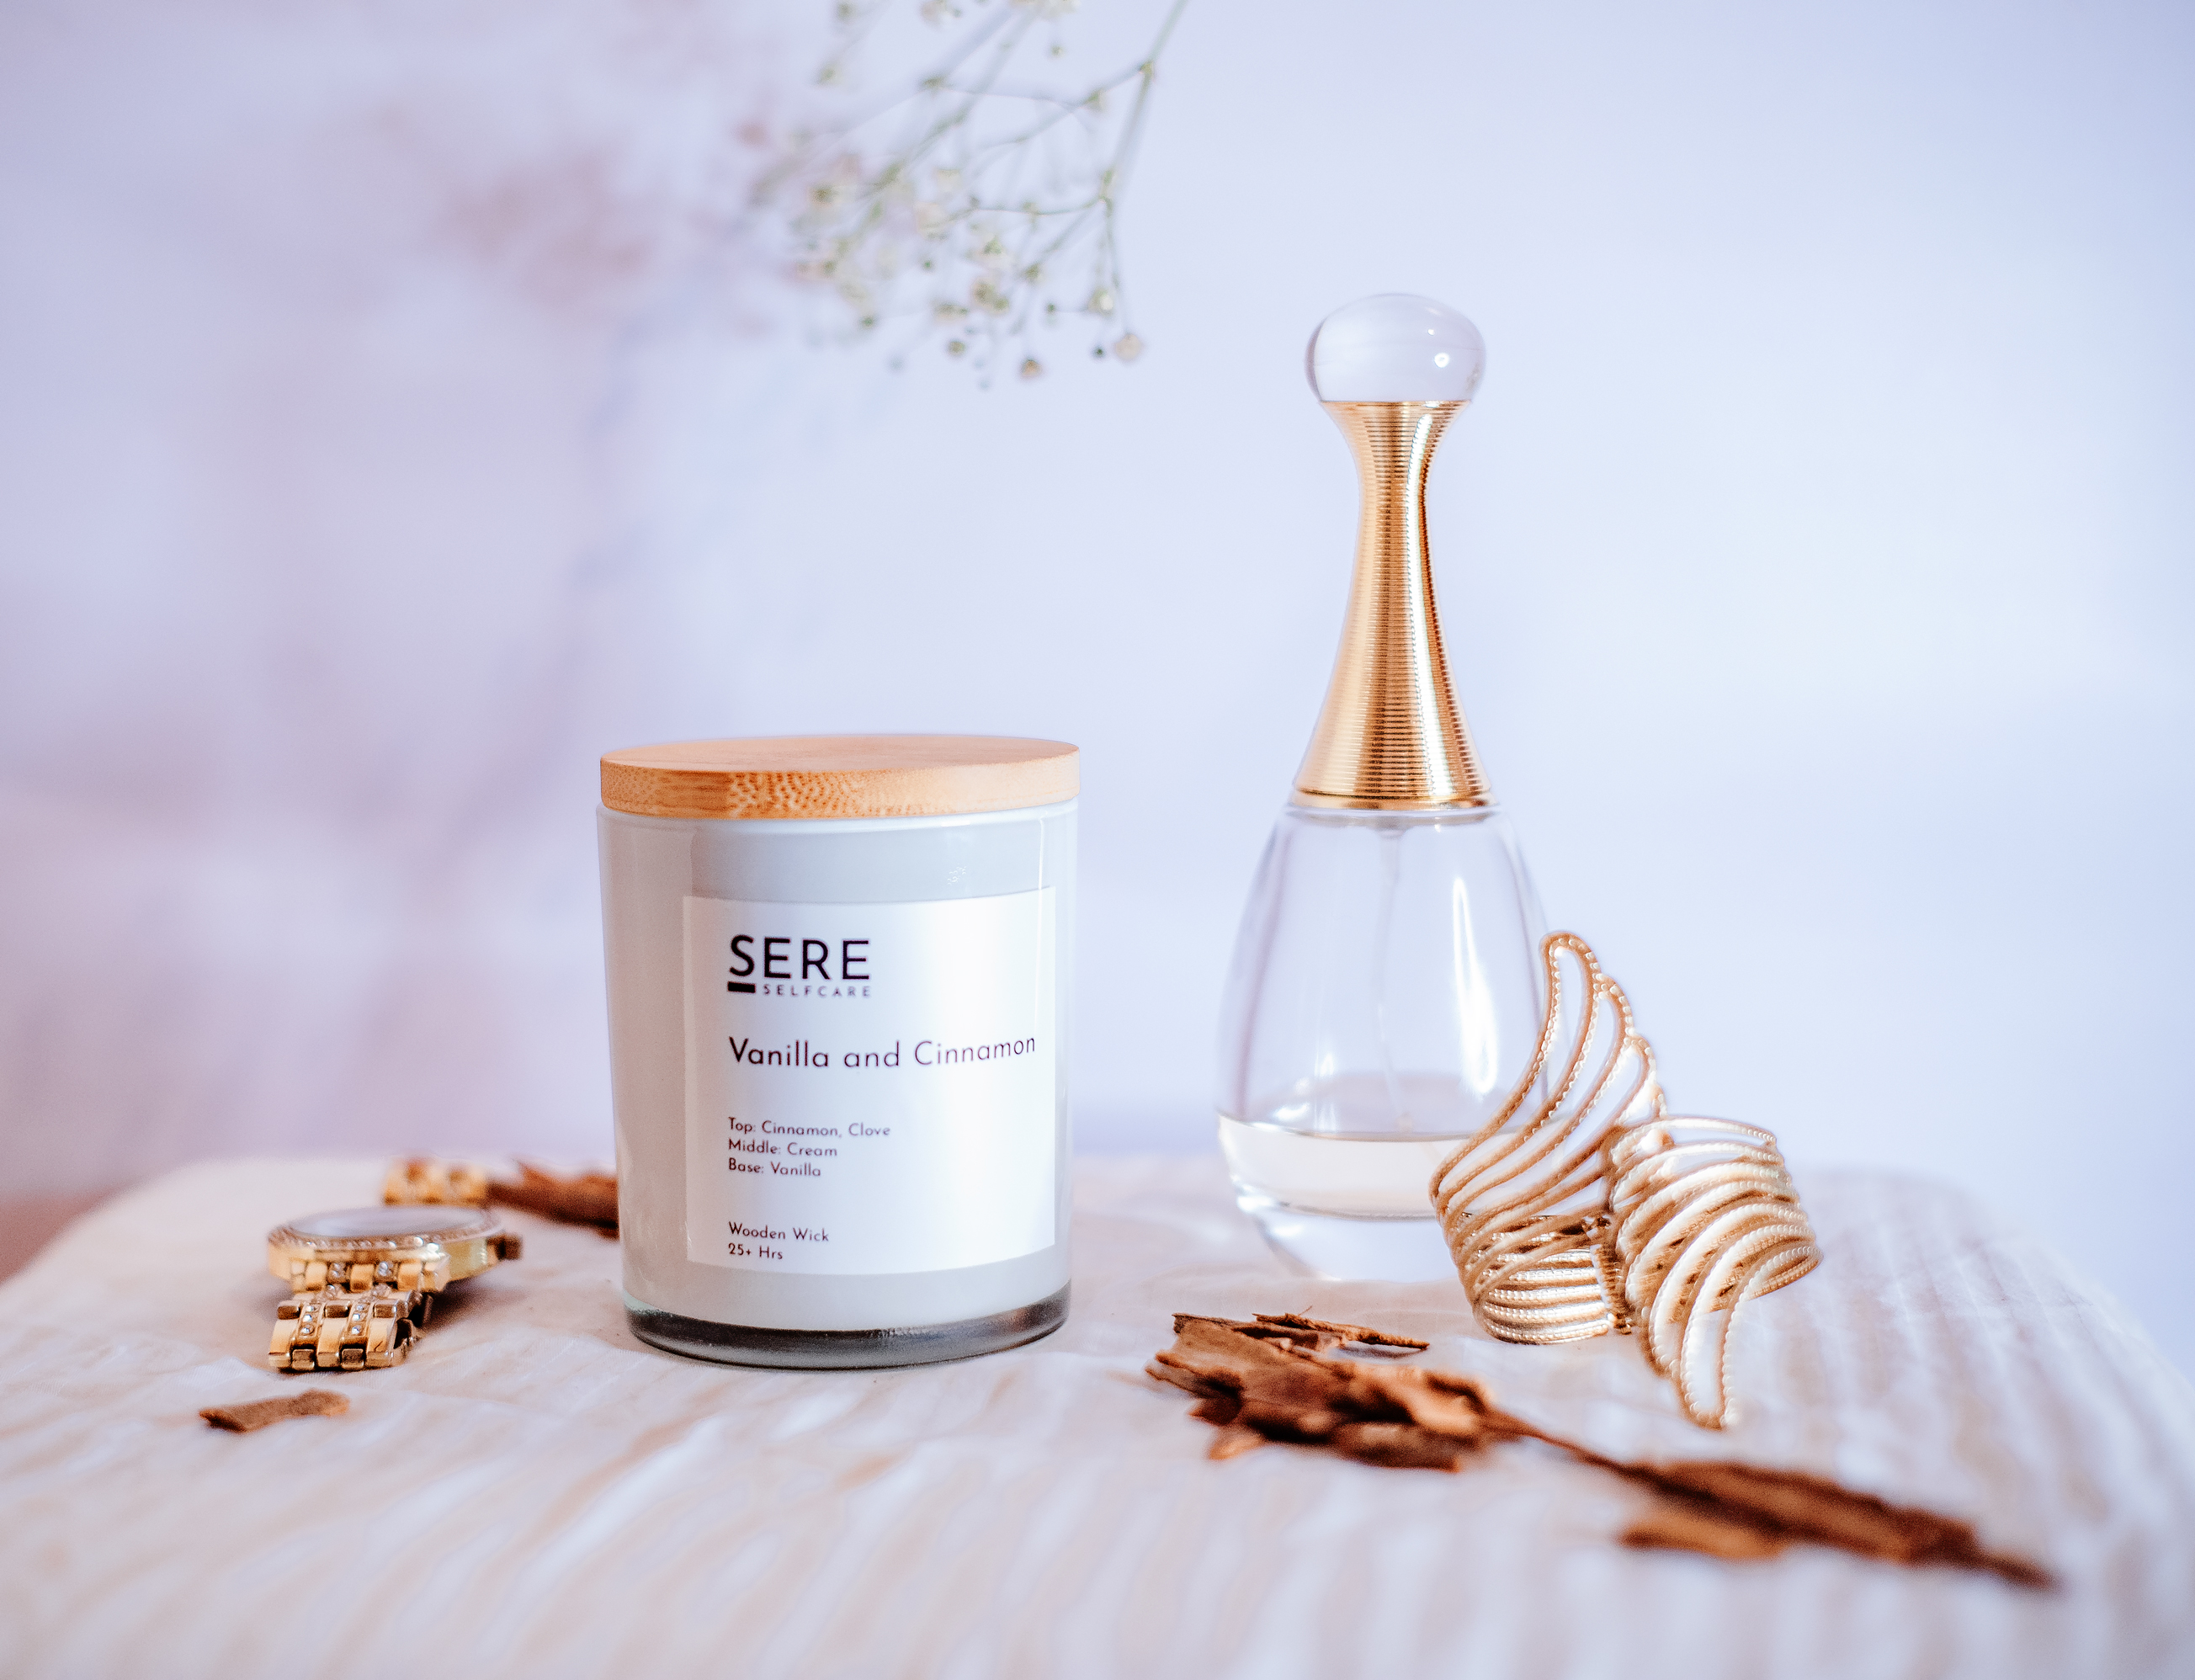 SERE
SELFCARE
Vanilla and Cinnamon
Top: Cinnamon, Clove
Middle: Cream
Base: Vanilla
Wooden Wick
25+ Hrs